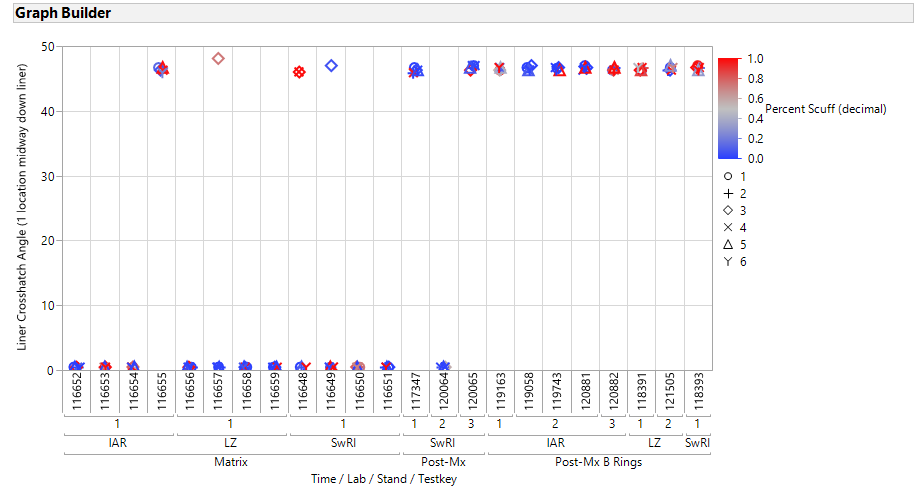 Graph Builder
Liner Crosshatch Angle (1 location midway down liner)
50
40
30
20
10
0
1.0
0.8
0.6
0.4
0.2
0.0
Percent Scuff (decimal)
1
2
3
4
5
6
116652 116653 116654 116655 116656 116657 116658 116659 116648 116649 116650 116651 117347 120064 120065 119163 119058 119743 120881 120882 118391 121505 118393
1 1 1 1 2 3 1 2 3 1 2 1
IAR LZ SwRI SwRI IAR LZ SwRI
Matrix Post-Mx Post-Mx B Rings
Time / Lab / Stand / Testkey